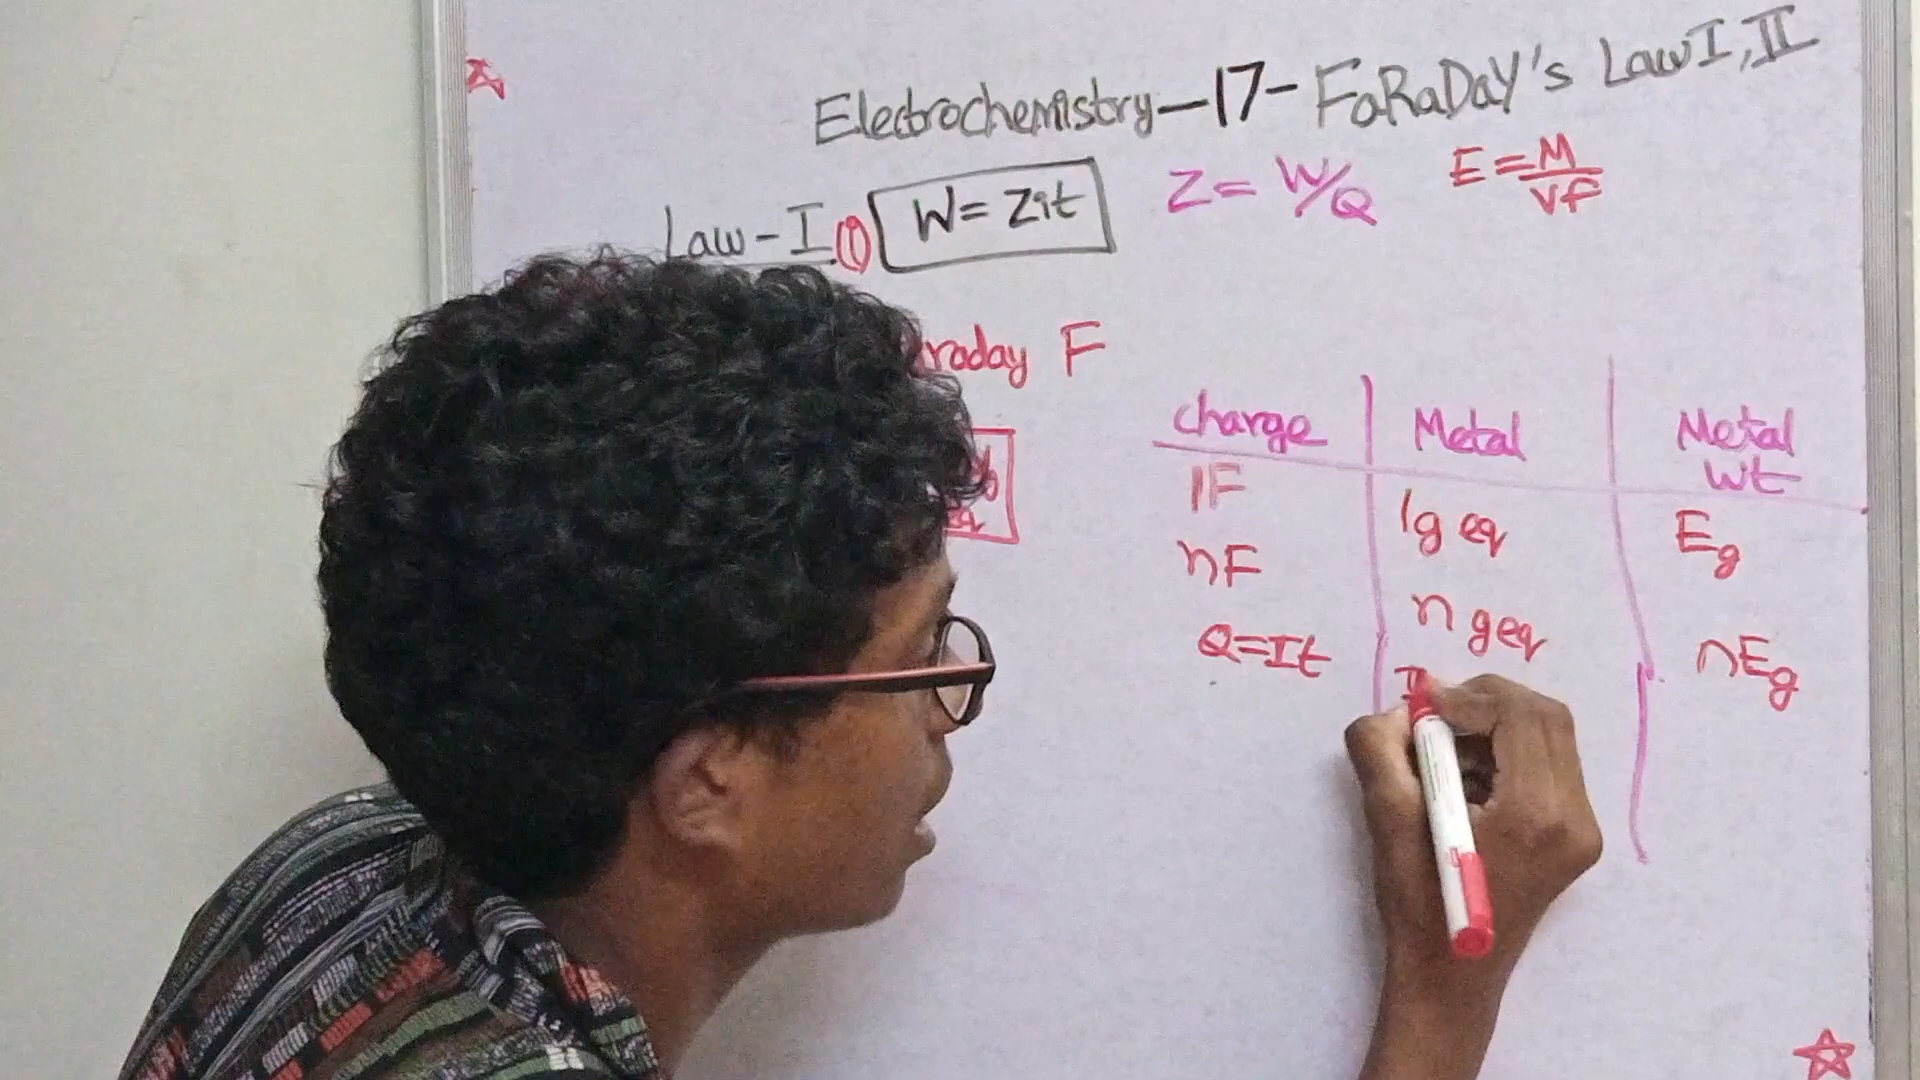 Electrochemistry-17-FaRaDaY's Law I, II
Law-I ① W= Zit Z= W/Q E= M/vf
raday F
charge Metal Metal wt
1F 1g eq Eg
nF n geq nEg
Q=It I